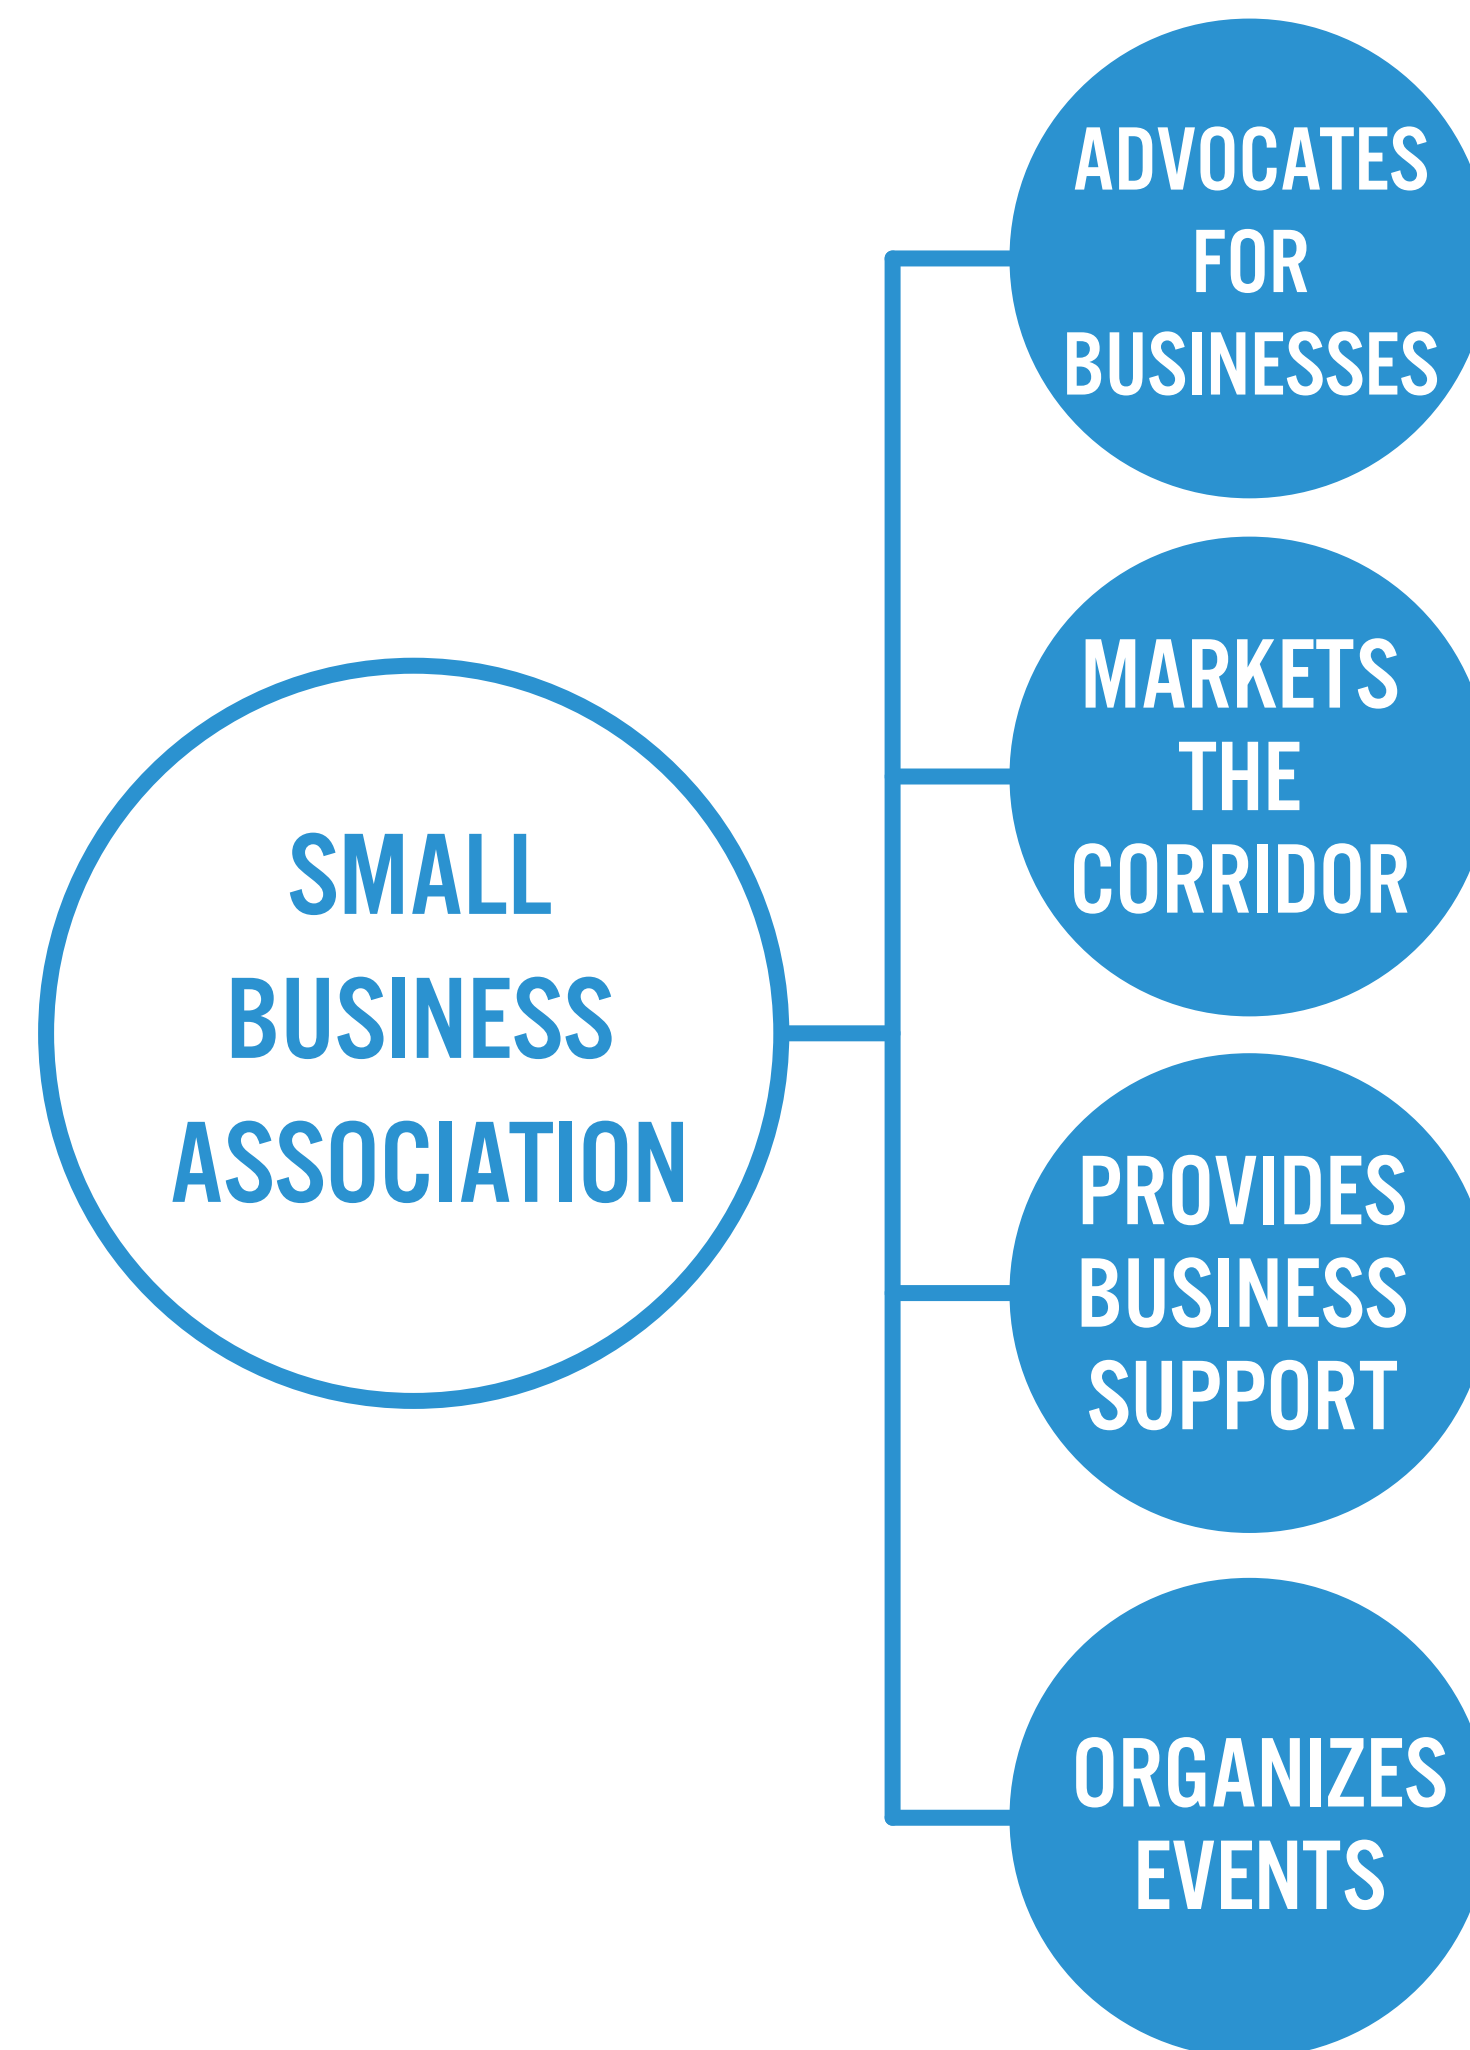 SMALL
BUSINESS
ASSOCIATION
ADVOCATES
FOR
BUSINESSES
MARKETS
THE
CORRIDOR
PROVIDES
BUSINESS
SUPPORT
ORGANIZES
EVENTS